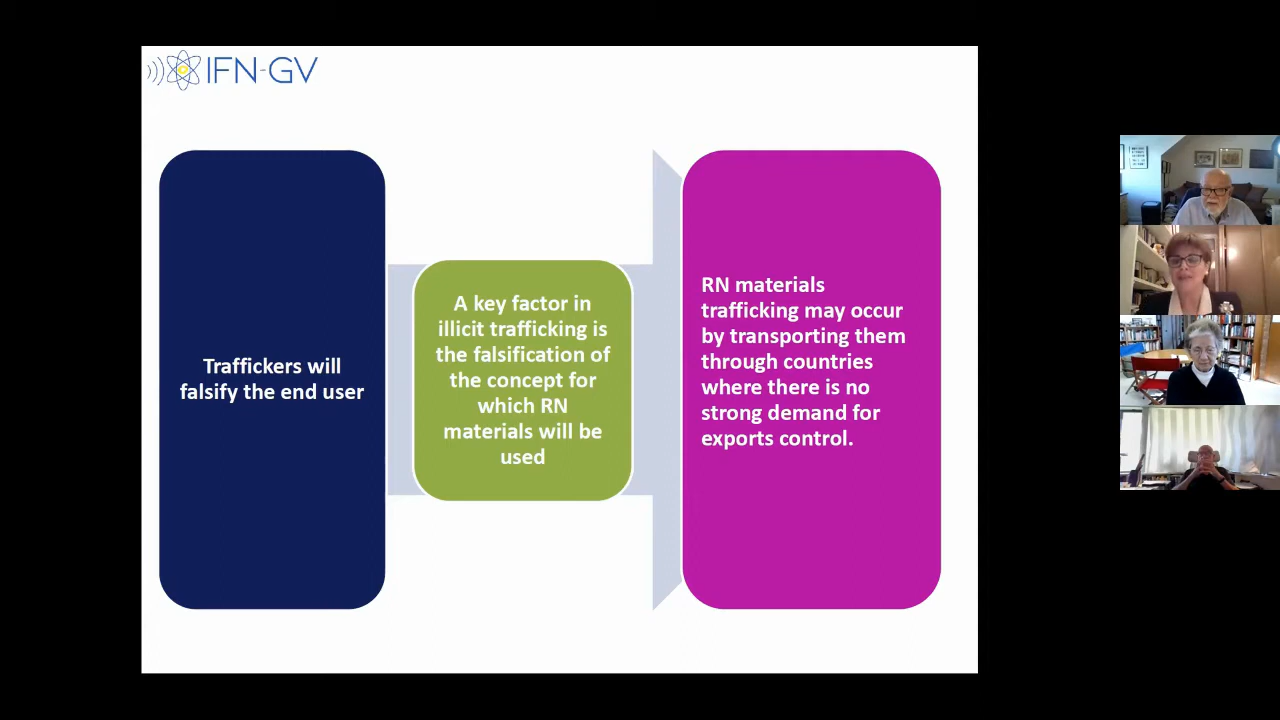 IFN-GV
Traffickers will
falsify the end user
A key factor in
illicit trafficking is
the falsification of
the concept for
which RN
materials will be
used
RN materials
trafficking may occur
by transporting them
through countries
where there is no
strong demand for
exports control.